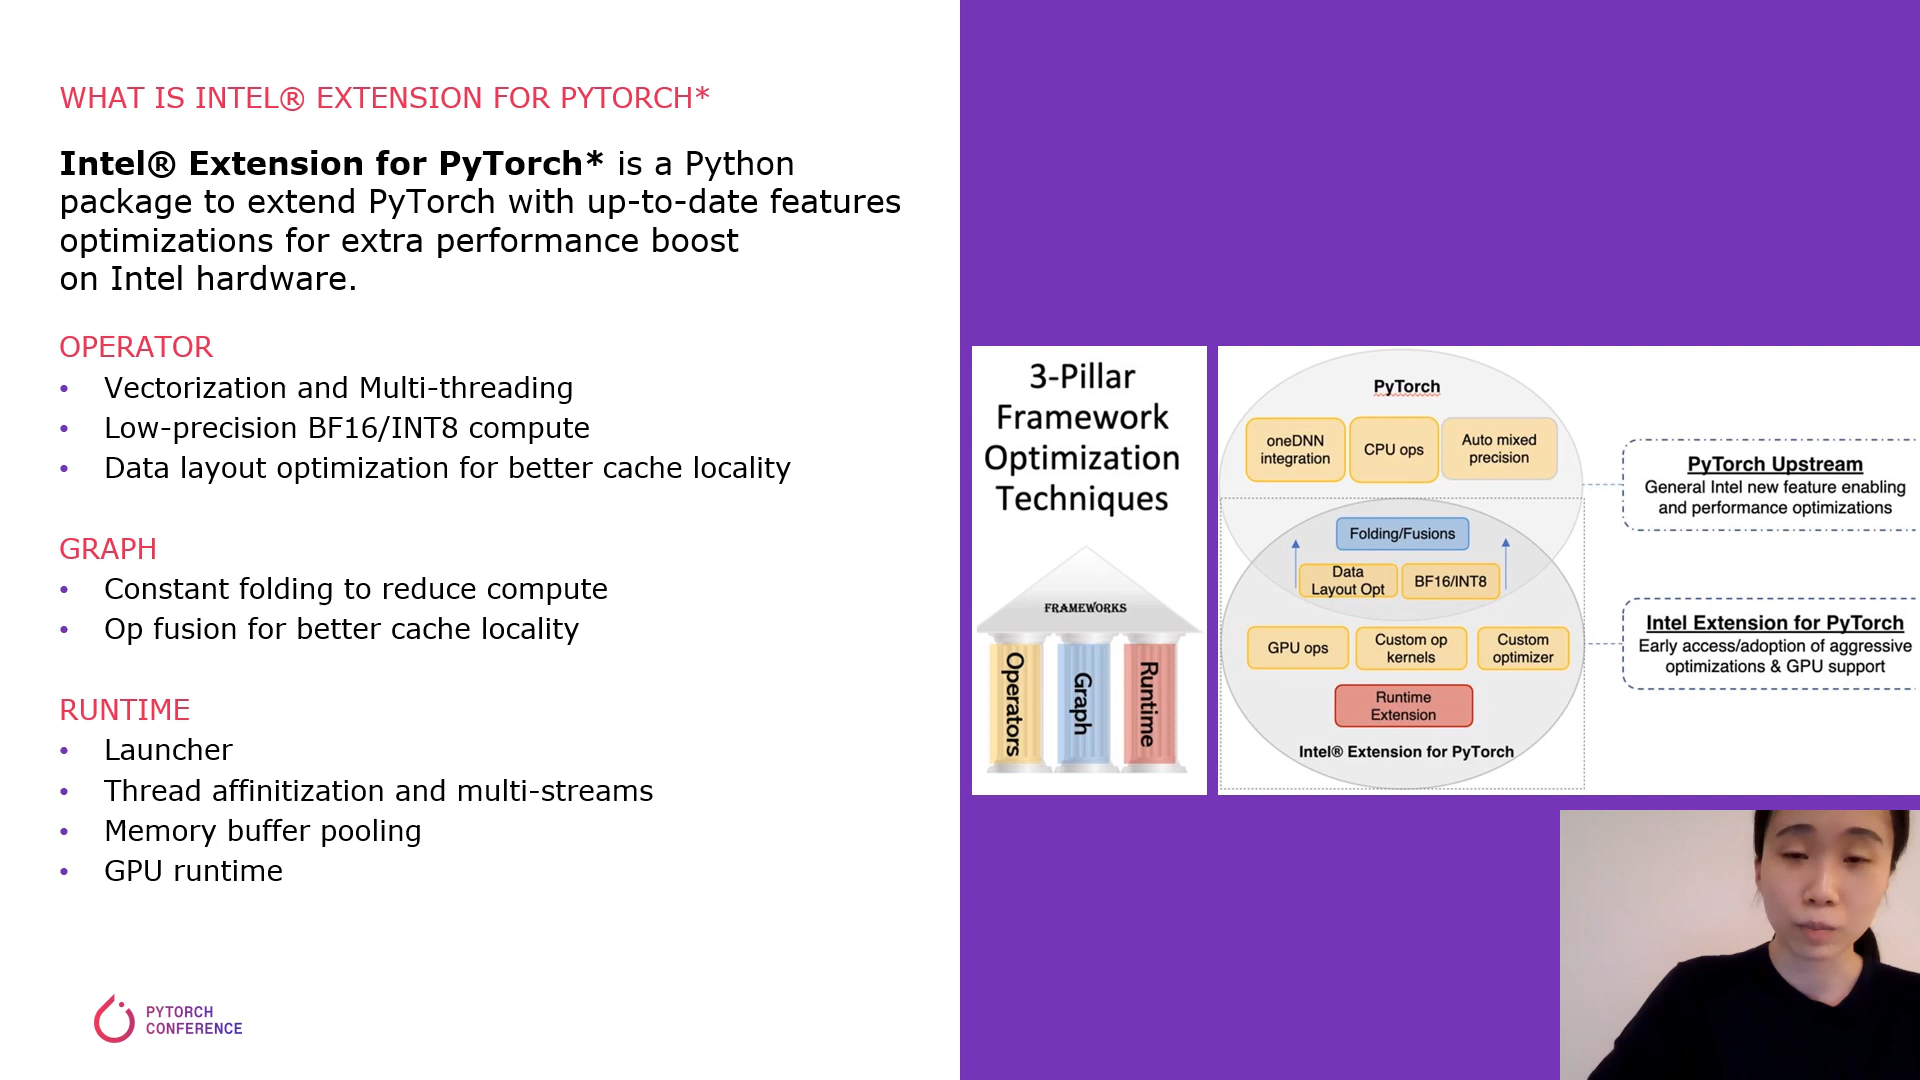 WHAT IS INTEL® EXTENSION FOR PYTORCH*
Intel® Extension for PyTorch* is a Python
package to extend PyTorch with up-to-date features
optimizations for extra performance boost
on Intel hardware.
OPERATOR
• Vectorization and Multi-threading
• Low-precision BF16/INT8 compute
• Data layout optimization for better cache locality
GRAPH
• Constant folding to reduce compute
• Op fusion for better cache locality
RUNTIME
• Launcher
• Thread affinitization and multi-streams
• Memory buffer pooling
• GPU runtime
PYTORCH
CONFERENCE
3-Pillar
Framework
Optimization
Techniques
FRAMEWORKS
Operators
Graph
Runtime
PyTorch
oneDNN
integration
CPU ops
Auto mixed
precision
Folding/Fusions
Data
Layout Opt
BF16/INT8
GPU ops
Custom op
kernels
Custom
optimizer
Runtime
Extension
Intel® Extension for PyTorch
PyTorch Upstream
General Intel new feature enabling
and performance optimizations
Intel Extension for PyTorch
Early access/adoption of aggressive
optimizations & GPU support